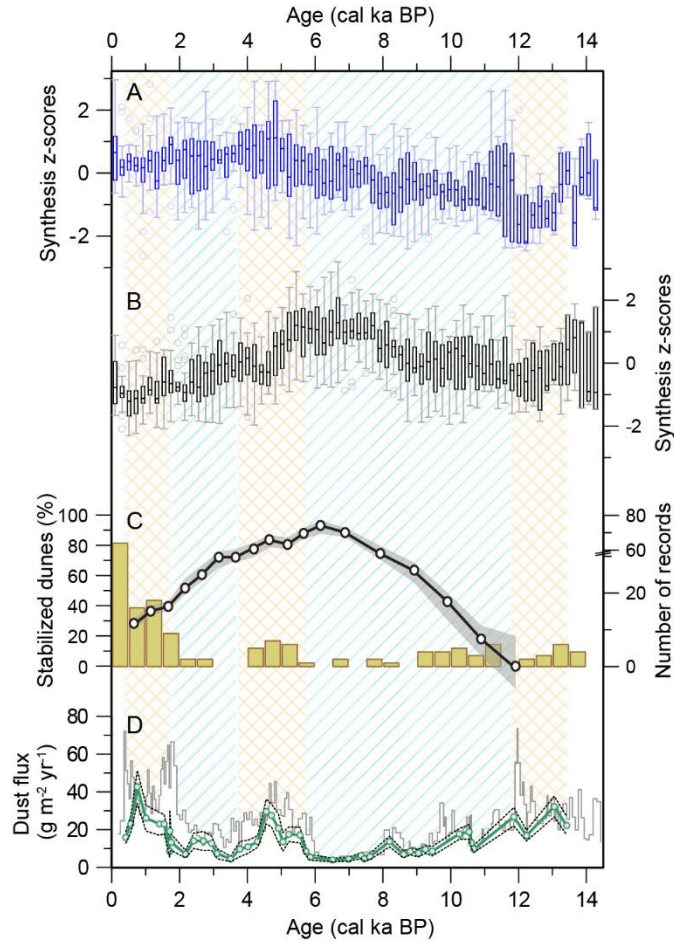 Age (cal ka BP)
0 2 4 6 8 10 12 14
A
Synthesis z-scores
2
0
-2
B
Synthesis z-scores
2
0
-2
C
Stabilized dunes (%)
100
80
60
40
20
0
Number of records
80
60
20
0
D
Dust flux
(g m⁻² yr⁻¹)
80
60
40
20
0
0 2 4 6 8 10 12 14
Age (cal ka BP)